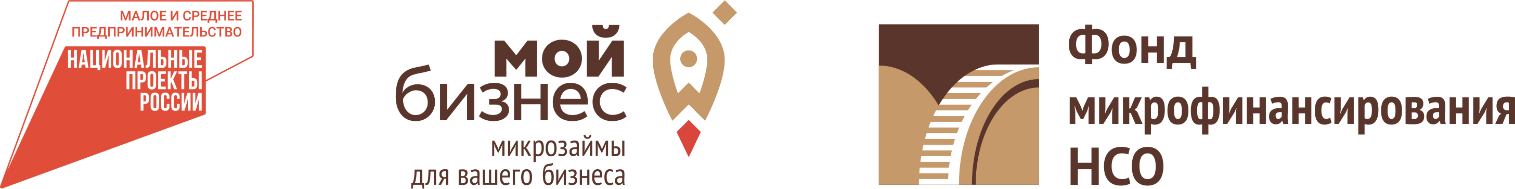 МАЛОЕ И СРЕДНЕЕ
ПРЕДПРИНИМАТЕЛЬСТВО
НАЦИОНАЛЬНЫЕ
ПРОЕКТЫ
РОССИИ
мой
бизнес
микрозаймы
для вашего бизнеса
Фонд
микрофинансирования
НСО